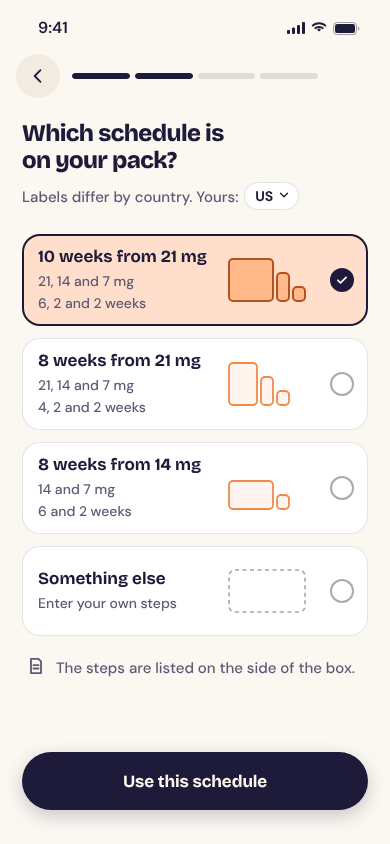 9:41
Which schedule is
on your pack?
Labels differ by country. Yours: US
10 weeks from 21 mg
21, 14 and 7 mg
6, 2 and 2 weeks
8 weeks from 21 mg
21, 14 and 7 mg
4, 2 and 2 weeks
8 weeks from 14 mg
14 and 7 mg
6 and 2 weeks
Something else
Enter your own steps
The steps are listed on the side of the box.
Use this schedule